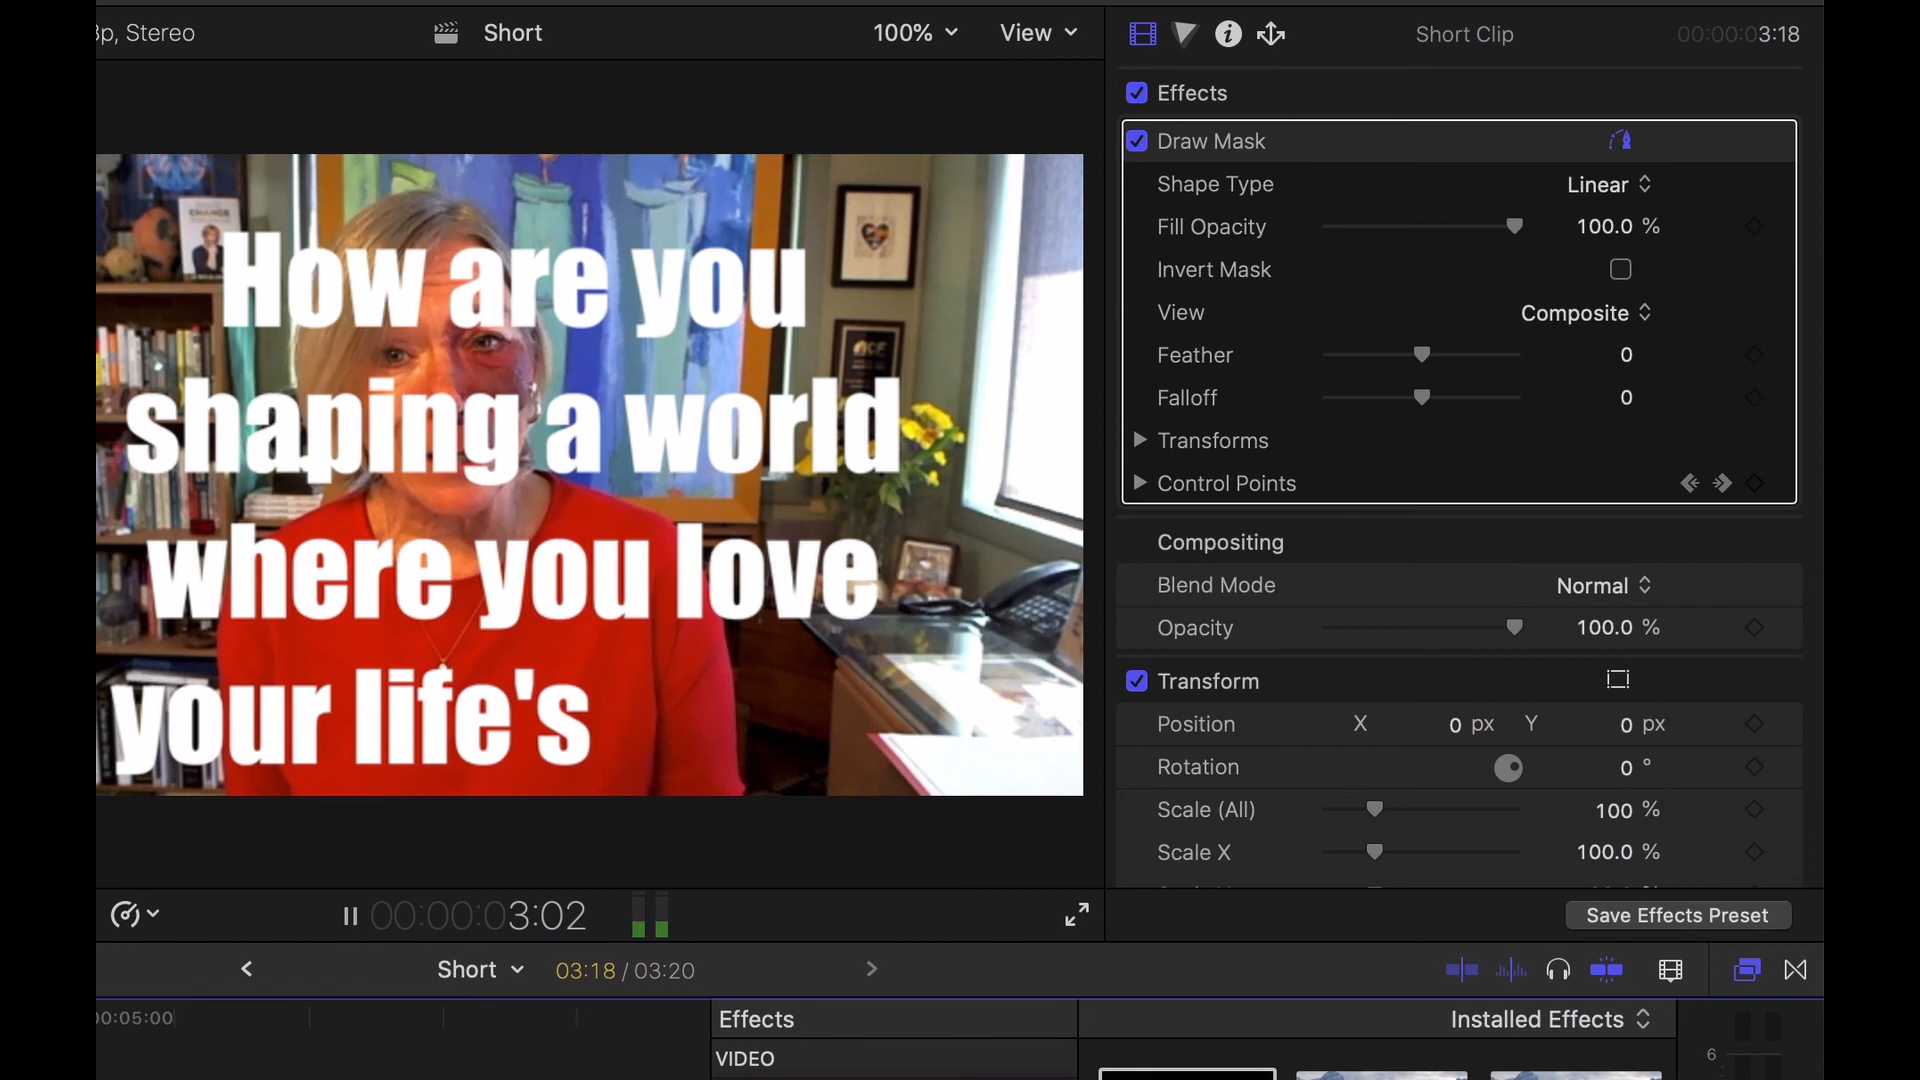 3p, Stereo
Short
100%
View
Short Clip
00:00:03:18
Effects
Draw Mask
Shape Type
Linear
Fill Opacity
100.0 %
Invert Mask
View
Composite
Feather
0
Falloff
0
Transforms
Control Points
Compositing
Blend Mode
Normal
Opacity
100.0 %
Transform
Position X 0 px Y 0 px
Rotation
0 °
Scale (All)
100 %
Scale X
100.0 %
CHANGE
How are you
shaping a world
where you love
your life's
00:00:03:02
Save Effects Preset
Short
03:18 / 03:20
00:05:00
Effects
Installed Effects
VIDEO
6